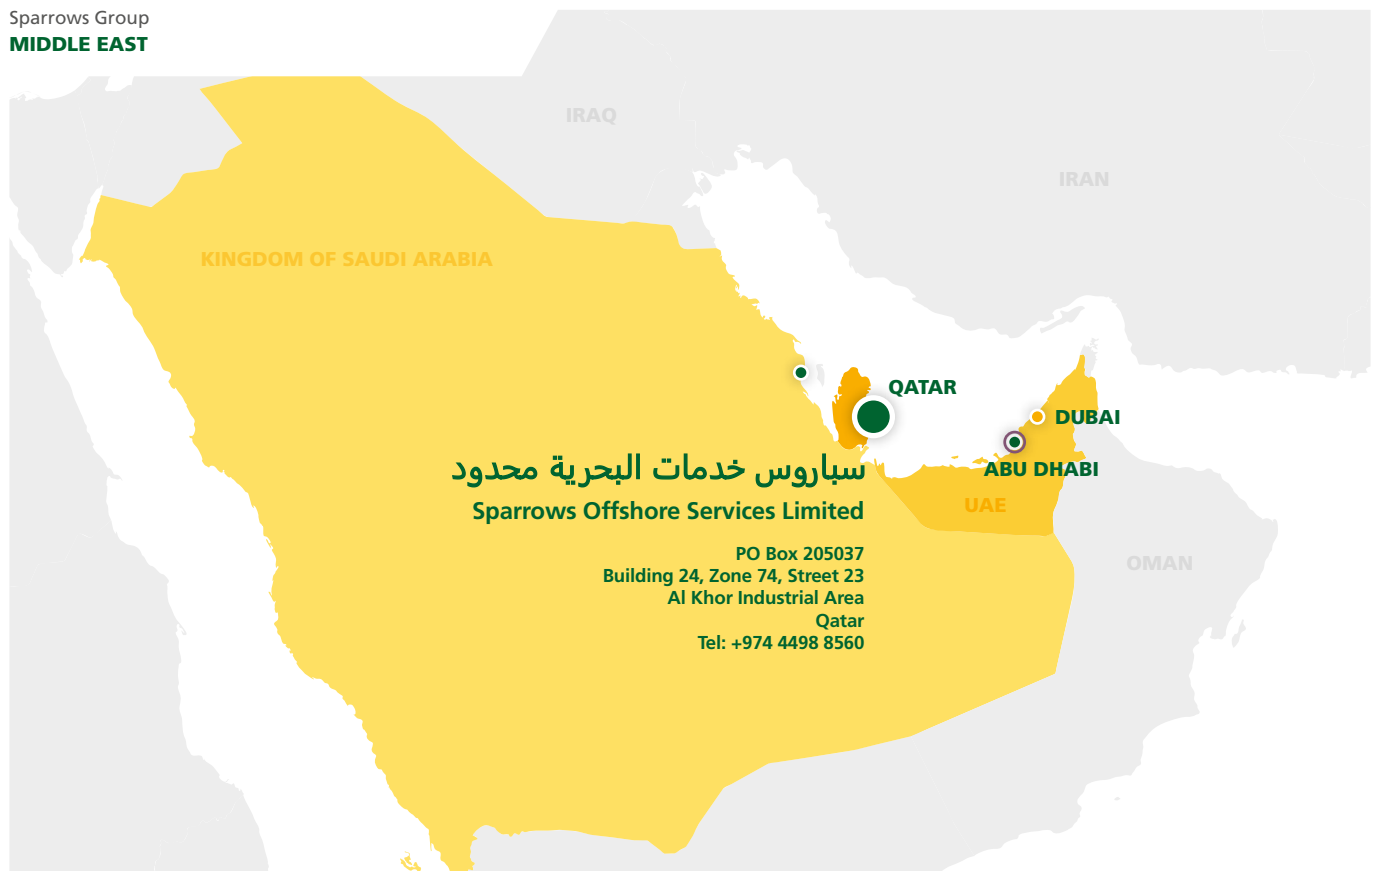 Sparrows Group
MIDDLE EAST
IRAQ
IRAN
KINGDOM OF SAUDI ARABIA
QATAR
DUBAI
ABU DHABI
UAE
OMAN
سباروس خدمات البحرية محدود
Sparrows Offshore Services Limited
PO Box 205037
Building 24, Zone 74, Street 23
Al Khor Industrial Area
Qatar
Tel: +974 4498 8560